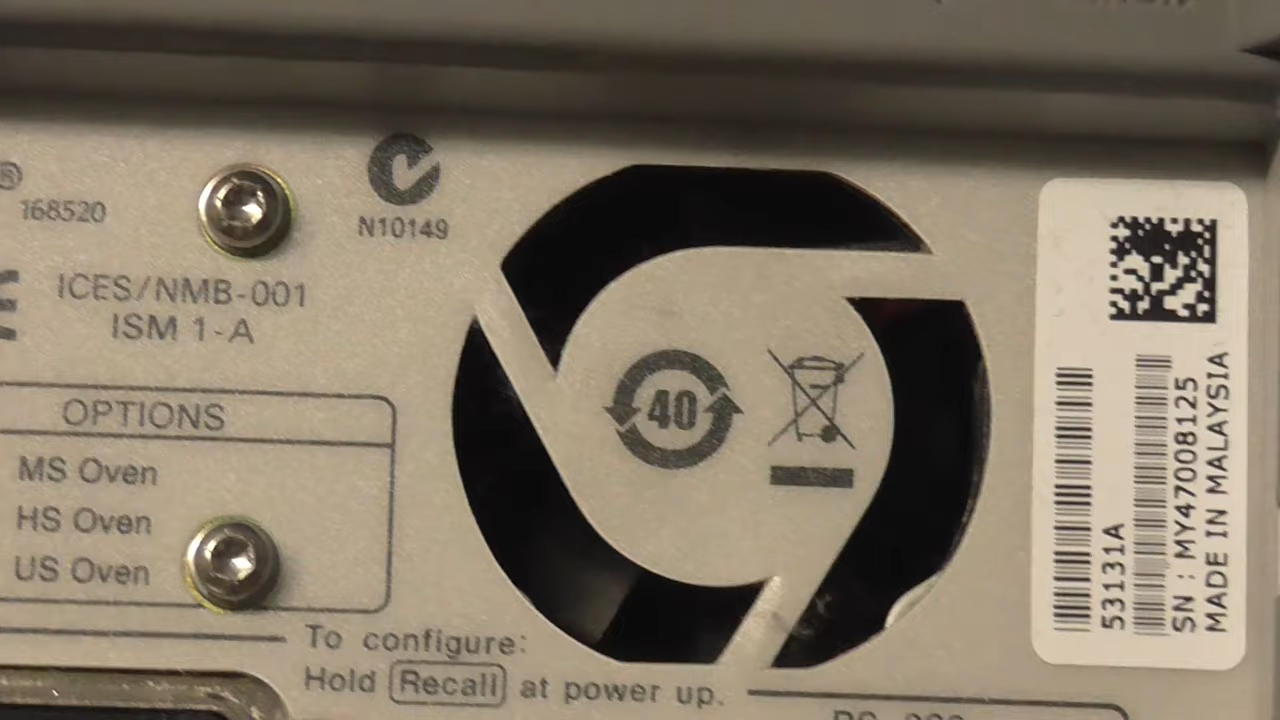 ®
168520
N10149
ICES/NMB-001
ISM 1-A
OPTIONS
MS Oven
HS Oven
US Oven
40
To configure:
Hold Recall at power up.
53131A
SN : MY47008125
MADE IN MALAYSIA